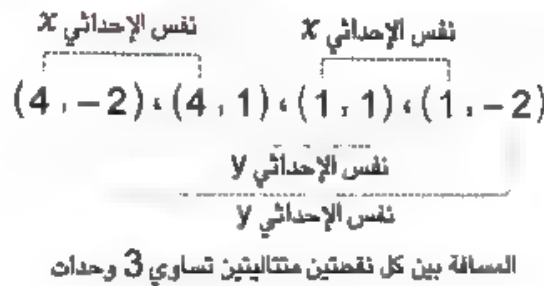 نفس الإحداثي x نفس الإحداثي x
(4 , −2) ، (4 , 1) ، (1 , 1) ، (1 , −2)
نفس الإحداثي y
نفس الإحداثي y
المسافة بين كل نقطتين متتاليتين تساوي 3 وحدات